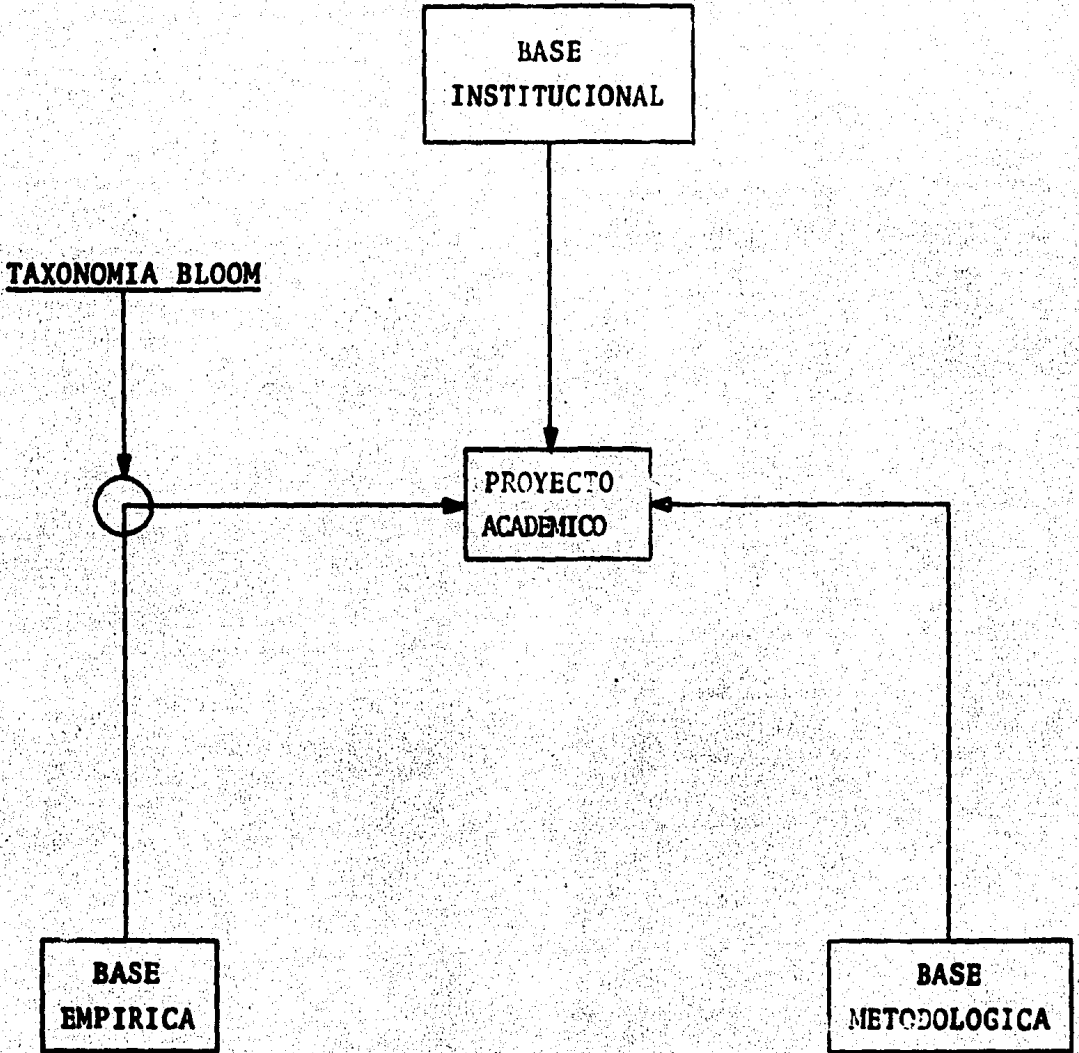 BASE
INSTITUCIONAL
TAXONOMIA BLOOM
PROYECTO
ACADEMICO
BASE
EMPIRICA
BASE
METODOLOGICA